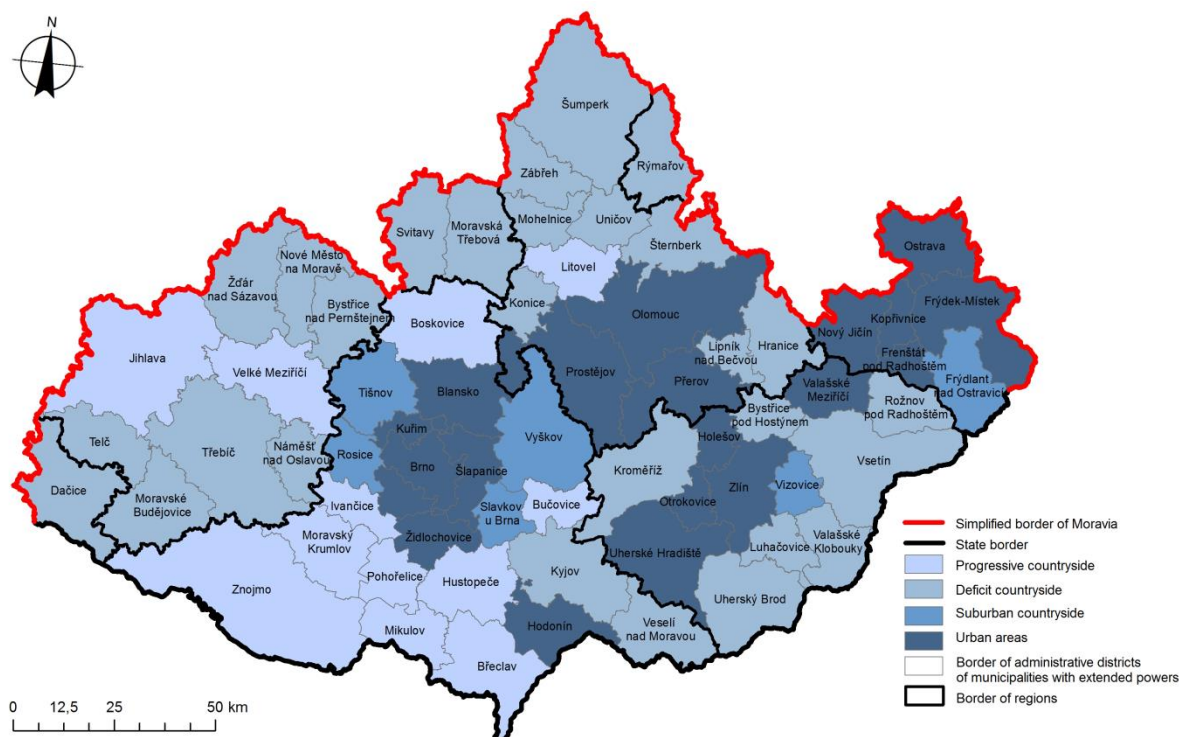 N
Šumperk
Rýmařov
Zábřeh
Mohelnice
Uničov
Svitavy
Moravská
Třebová
Šternberk
Ostrava
Nové Město
na Moravě
Žďár
nad Sázavou
Litovel
Frýdek-Místek
Bystřice
nad Pernštejnem
Konice
Olomouc
Kopřivnice
Boskovice
Nový Jičín
Jihlava
Hranice
Lipník
nad Bečvou
Frenštát
pod Radhoštěm
Velké Meziříčí
Prostějov
Přerov
Valašské
Meziříčí
Frýdlant
nad Ostravicí
Tišnov
Blansko
Rožnov
pod Radhoštěm
Bystřice
pod Hostýnem
Kuřim
Vyškov
Holešov
Telč
Třebíč
Náměšť
nad Oslavou
Rosice
Brno
Šlapanice
Kroměříž
Vsetín
Dačice
Moravské
Budějovice
Zlín
Vizovice
Otrokovice
Ivančice
Slavkov
u Brna
Bučovice
Moravský
Krumlov
Židlochovice
Uherské Hradiště
Luhačovice
Valašské
Klobouky
Pohořelice
Hustopeče
Kyjov
Znojmo
Uherský Brod
Mikulov
Hodonín
Veselí
nad Moravou
Břeclav
Simplified border of Moravia
State border
Progressive countryside
Deficit countryside
Suburban countryside
Urban areas
Border of administrative districts
of municipalities with extended powers
Border of regions
0 12,5 25 50 km